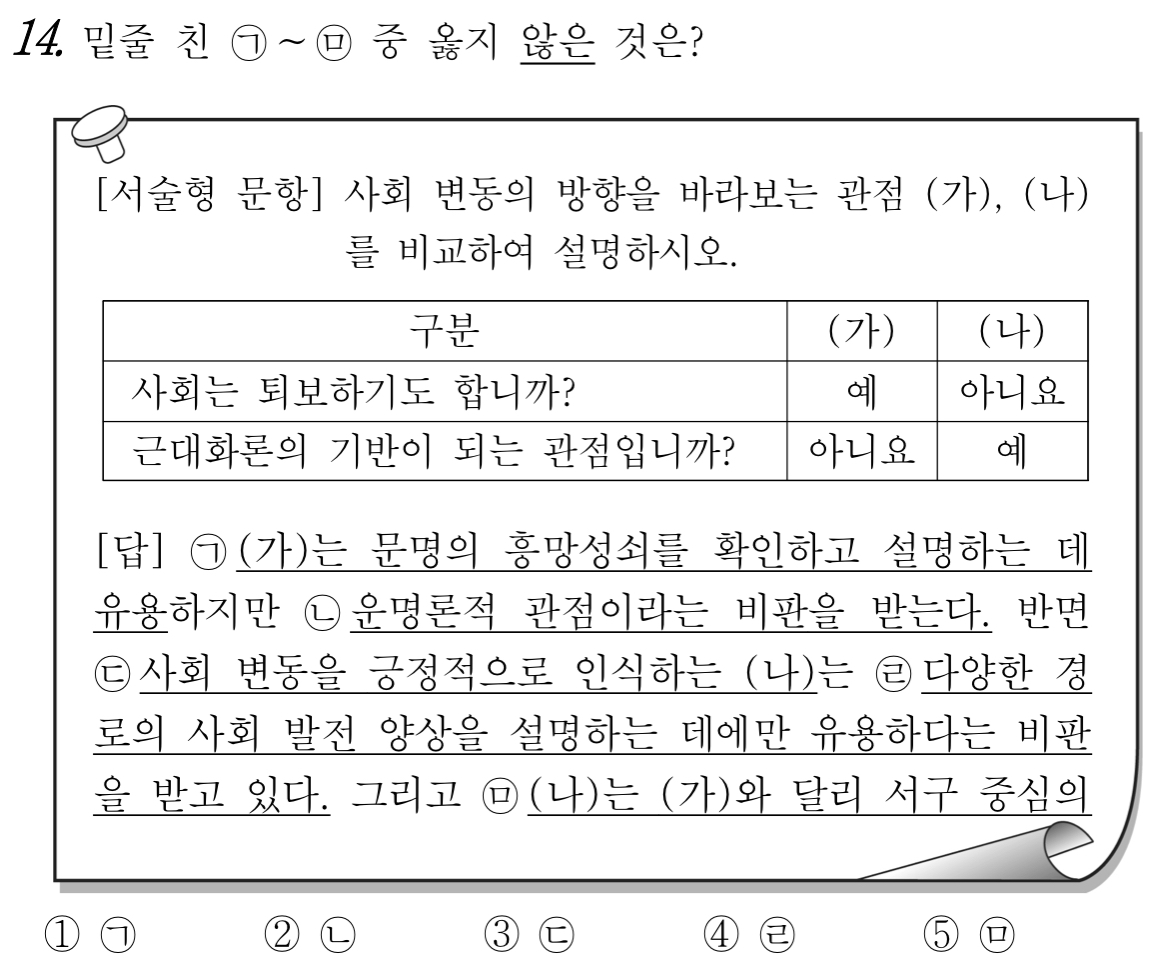 14. 밑줄 친 ㉠~㉤ 중 옳지 않은 것은?
[서술형 문항] 사회 변동의 방향을 바라보는 관점 (가), (나)
를 비교하여 설명하시오.
구분 (가) (나)
사회는 퇴보하기도 합니까? 예 아니요
근대화론의 기반이 되는 관점입니까? 아니요 예
[답] ㉠(가)는 문명의 흥망성쇠를 확인하고 설명하는 데
유용하지만 ㉡운명론적 관점이라는 비판을 받는다. 반면
㉢사회 변동을 긍정적으로 인식하는 (나)는 ㉣다양한 경
로의 사회 발전 양상을 설명하는 데에만 유용하다는 비판
을 받고 있다. 그리고 ㉤(나)는 (가)와 달리 서구 중심의
① ㉠ ② ㉡ ③ ㉢ ④ ㉣ ⑤ ㉤